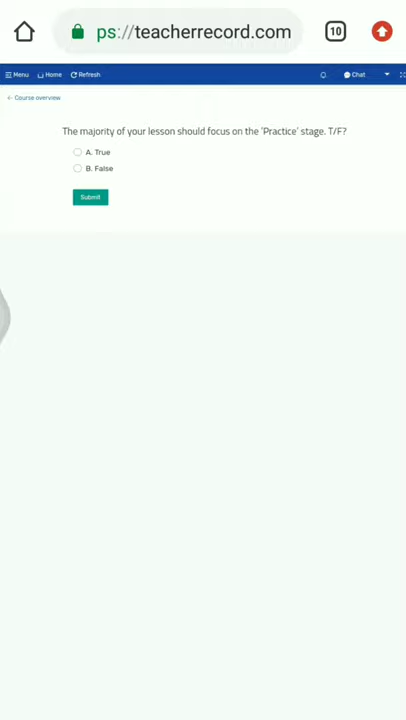 ps://teacherrecord.com
10
Menu Home Refresh Chat
← Course overview
The majority of your lesson should focus on the 'Practice' stage. T/F?
A. True
B. False
Submit